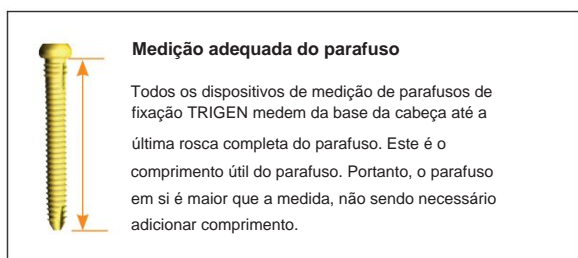 Medição adequada do parafuso
Todos os dispositivos de medição de parafusos de
fixação TRIGEN medem da base da cabeça até a
última rosca completa do parafuso. Este é o
comprimento útil do parafuso. Portanto, o parafuso
em si é maior que a medida, não sendo necessário
adicionar comprimento.